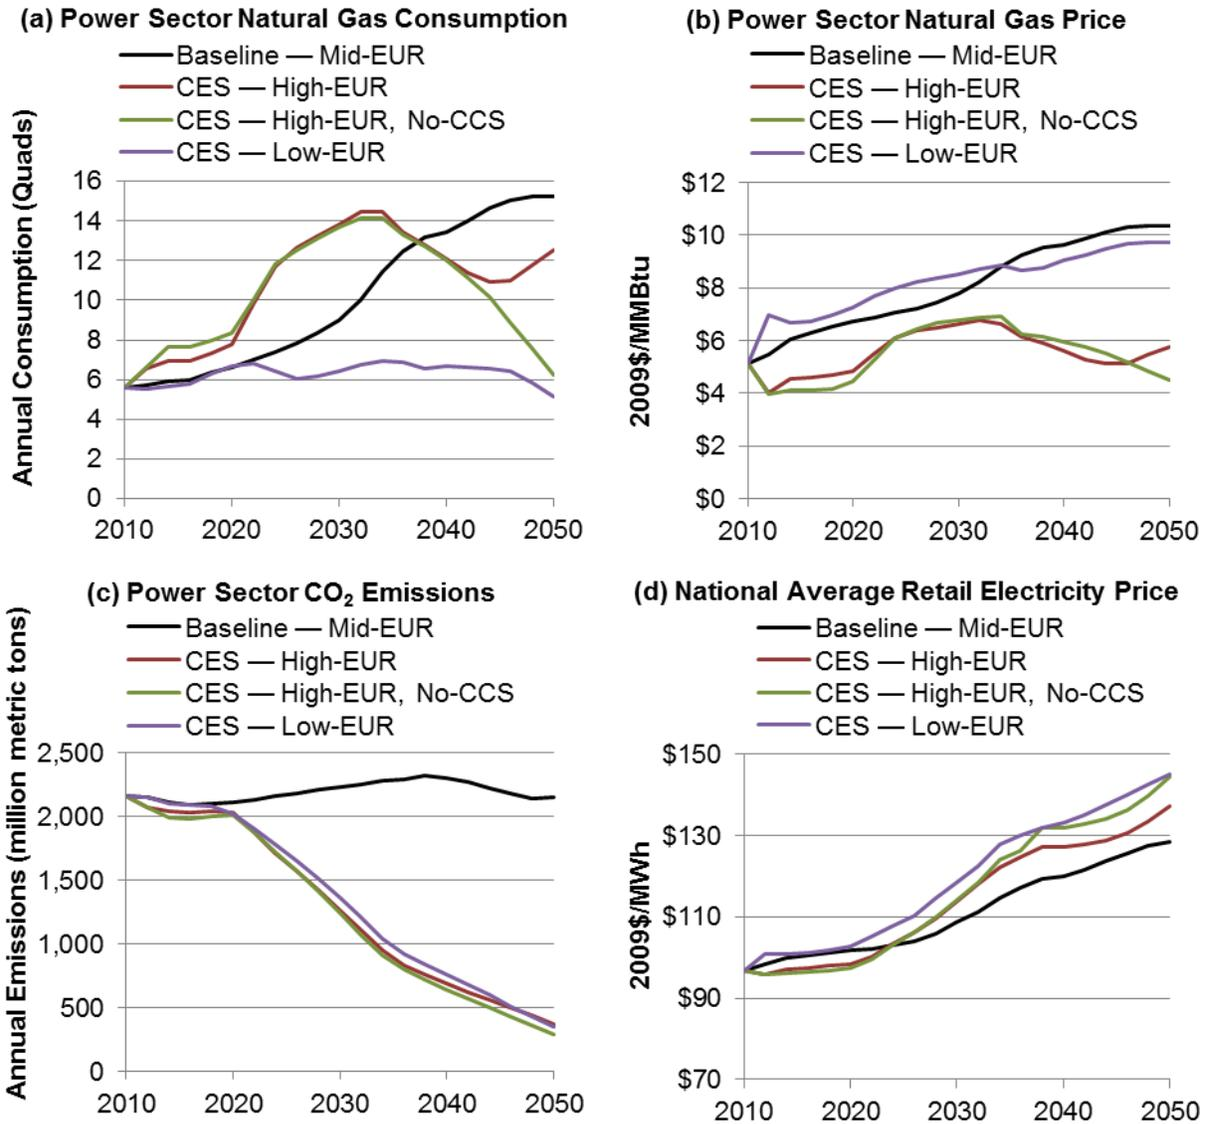 (a) Power Sector Natural Gas Consumption
Baseline — Mid-EUR
CES — High-EUR
CES — High-EUR, No-CCS
CES — Low-EUR
Annual Consumption (Quads)
16
14
12
10
8
6
4
2
0
2010 2020 2030 2040 2050
(b) Power Sector Natural Gas Price
Baseline — Mid-EUR
CES — High-EUR
CES — High-EUR, No-CCS
CES — Low-EUR
2009$/MMBtu
$12
$10
$8
$6
$4
$2
$0
2010 2020 2030 2040 2050
(c) Power Sector CO2 Emissions
Baseline — Mid-EUR
CES — High-EUR
CES — High-EUR, No-CCS
CES — Low-EUR
Annual Emissions (million metric tons)
2,500
2,000
1,500
1,000
500
0
2010 2020 2030 2040 2050
(d) National Average Retail Electricity Price
Baseline — Mid-EUR
CES — High-EUR
CES — High-EUR, No-CCS
CES — Low-EUR
2009$/MWh
$150
$130
$110
$90
$70
2010 2020 2030 2040 2050